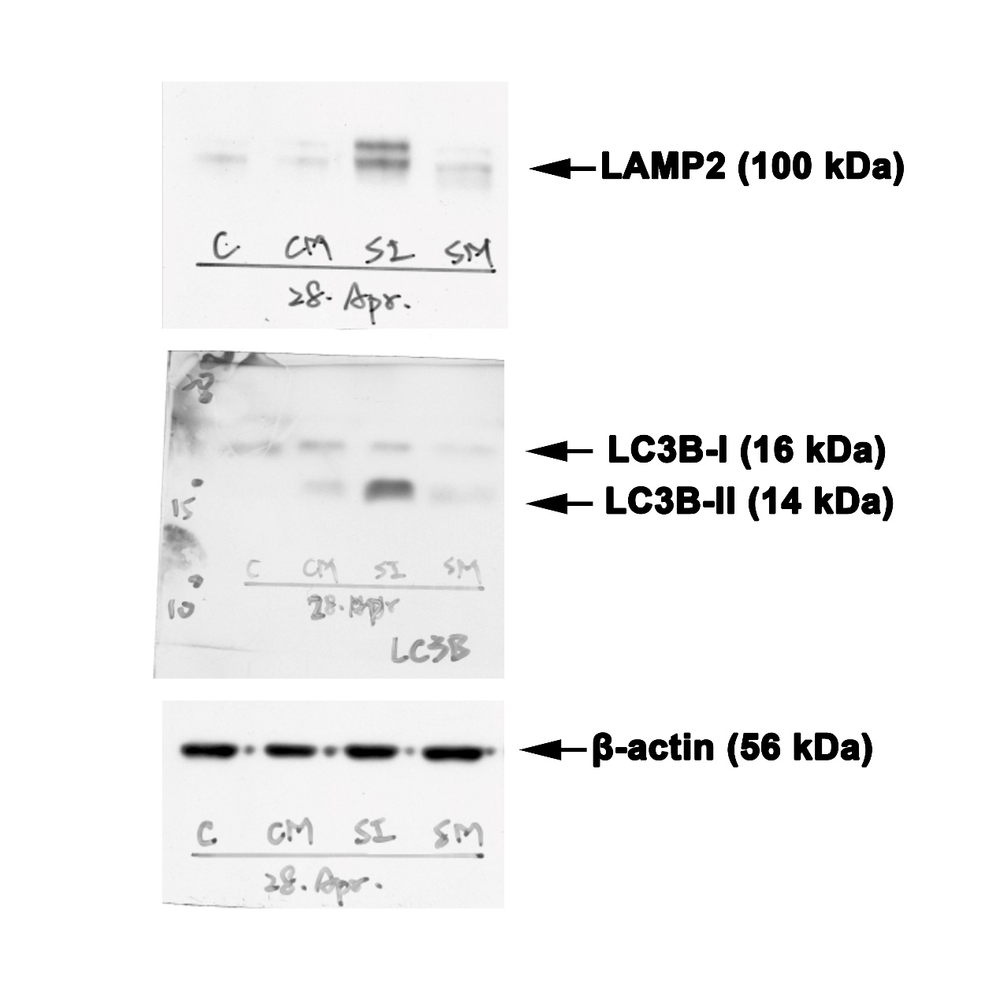 LAMP2 (100 kDa)
C CM SI SM
28. Apr.
20
LC3B-I (16 kDa)
LC3B-II (14 kDa)
15
C CM SI SM
28. Apr
10
LC3B
β-actin (56 kDa)
C CM SI SM
28. Apr.